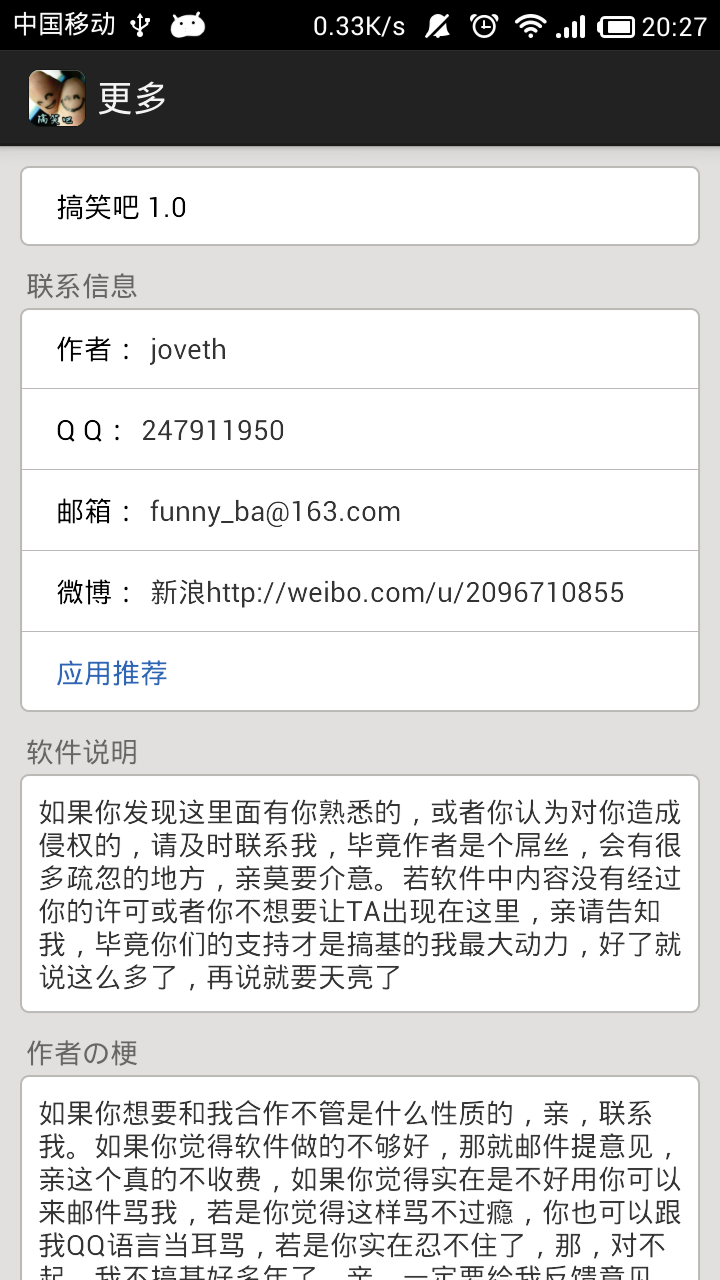 中国移动 0.33K/s 20:27
搞笑吧
更多
搞笑吧 1.0
联系信息
作者： joveth
Q Q： 247911950
邮箱： funny_ba@163.com
微博： 新浪http://weibo.com/u/2096710855
应用推荐
软件说明
如果你发现这里面有你熟悉的，或者你认为对你造成
侵权的，请及时联系我，毕竟作者是个屌丝，会有很
多疏忽的地方，亲莫要介意。若软件中内容没有经过
你的许可或者你不想要让TA出现在这里，亲请告知
我，毕竟你们的支持才是搞基的我最大动力，好了就
说这么多了，再说就要天亮了
作者の梗
如果你想要和我合作不管是什么性质的，亲，联系
我。如果你觉得软件做的不够好，那就邮件提意见，
亲这个真的不收费，如果你觉得实在是不好用你可以
来邮件骂我，若是你觉得这样骂不过瘾，你也可以跟
我QQ语言当耳骂，若是你实在忍不住了，那，对不
起，我不搞基好多年了，亲，一定要给我反馈意见